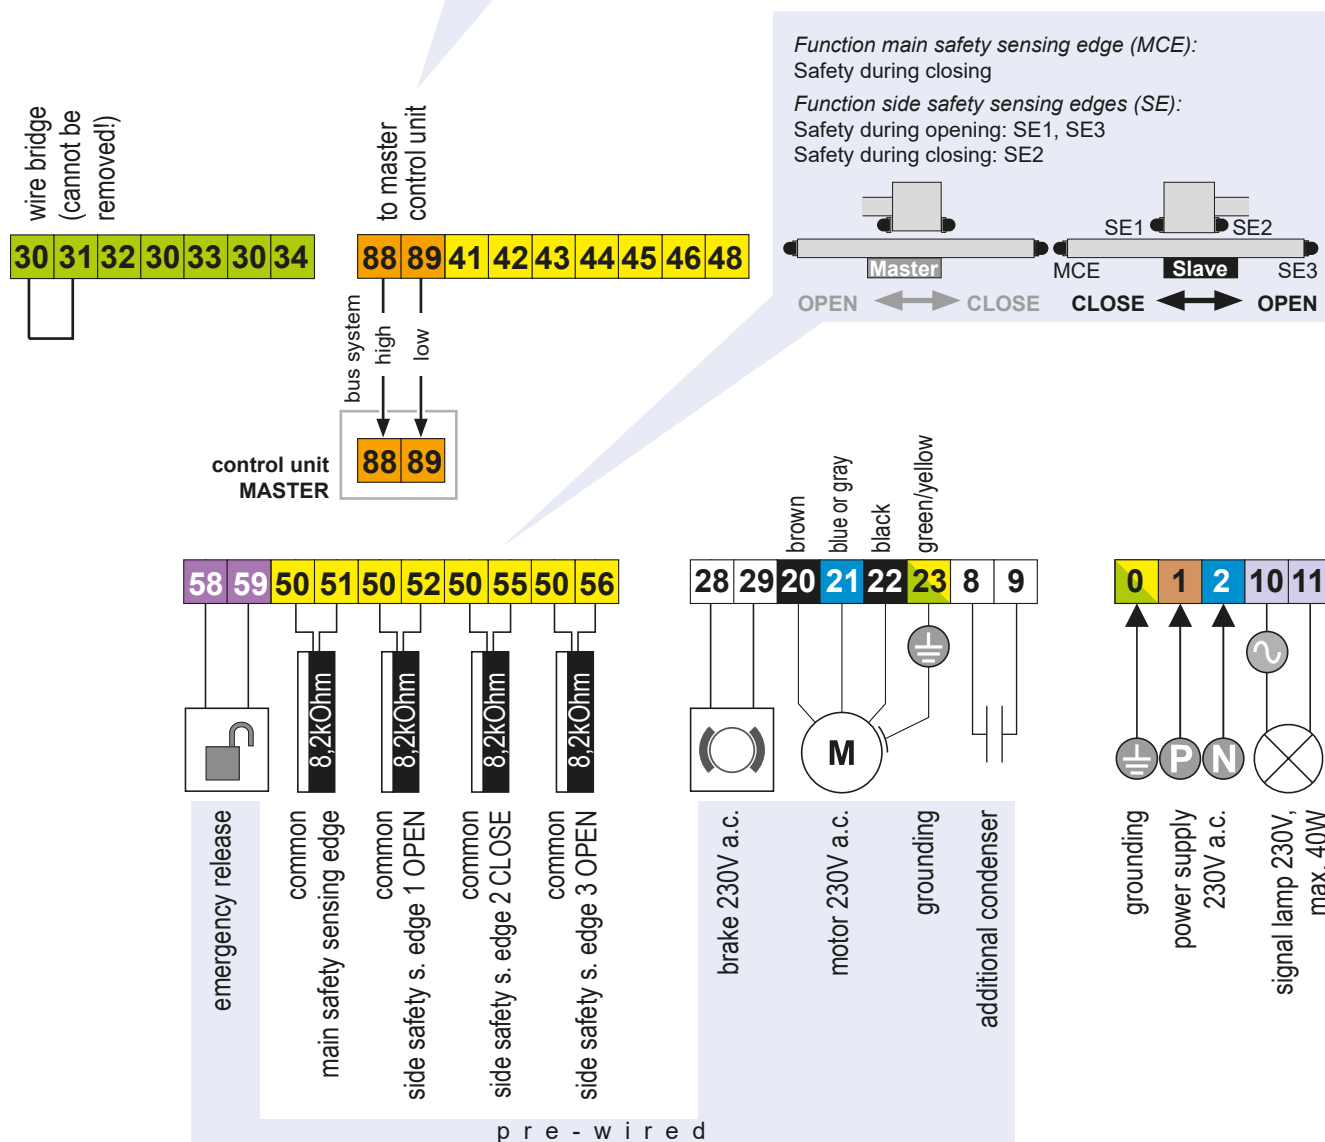 Function main safety sensing edge (MCE):
Safety during closing
Function side safety sensing edges (SE):
Safety during opening: SE1, SE3
Safety during closing: SE2
SE1 SE2
Master MCE Slave SE3
OPEN CLOSE CLOSE OPEN
wire bridge
(cannot be
removed!)
30 31 32 30 33 30 34
to master
control unit
88 89 41 42 43 44 45 46 48
bus system
high
low
88 89
control unit
MASTER
58 59 50 51 50 52 50 55 50 56
8,2kOhm
8,2kOhm
8,2kOhm
8,2kOhm
emergency release
common
main safety sensing edge
common
side safety s. edge 1 OPEN
common
side safety s. edge 2 CLOSE
common
side safety s. edge 3 OPEN
brown
blue or gray
black
green/yellow
28 29 20 21 22 23 8 9
M
brake 230V a.c.
motor 230V a.c.
grounding
additional condenser
0 1 2 10 11
P N
grounding
power supply
230V a.c.
signal lamp 230V,
max. 40W
pre-wired